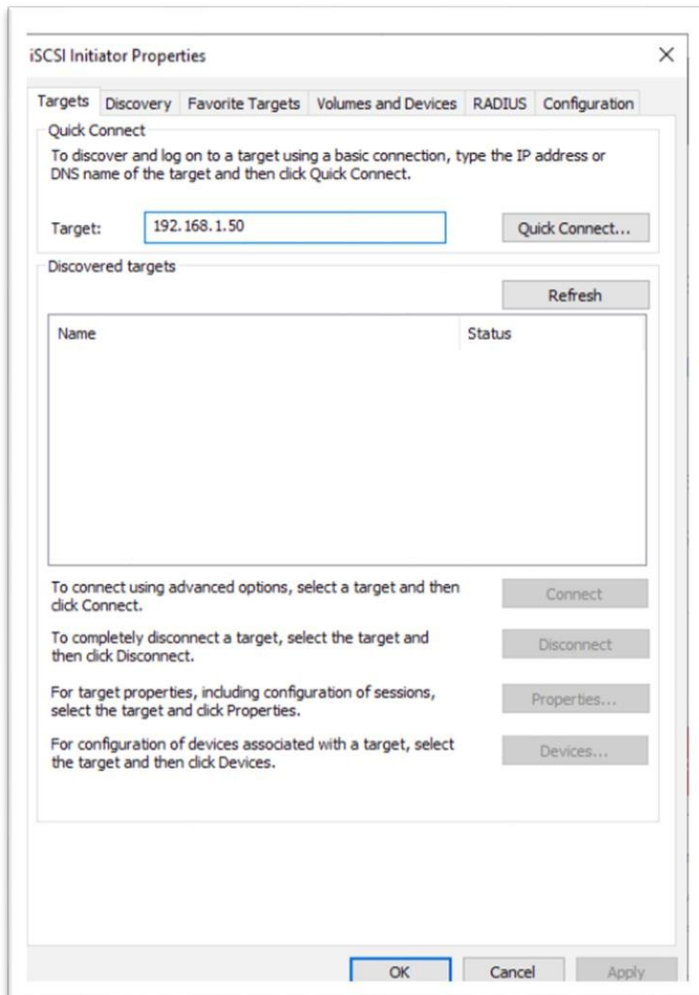 iSCSI Initiator Properties
Targets Discovery Favorite Targets Volumes and Devices RADIUS Configuration
Quick Connect
To discover and log on to a target using a basic connection, type the IP address or
DNS name of the target and then click Quick Connect.
Target: 192.168.1.50 Quick Connect...
Discovered targets
Refresh
Name Status
To connect using advanced options, select a target and then
click Connect.
Connect
To completely disconnect a target, select the target and
then click Disconnect.
Disconnect
For target properties, including configuration of sessions,
select the target and click Properties.
Properties...
For configuration of devices associated with a target, select
the target and then click Devices.
Devices...
OK Cancel Apply